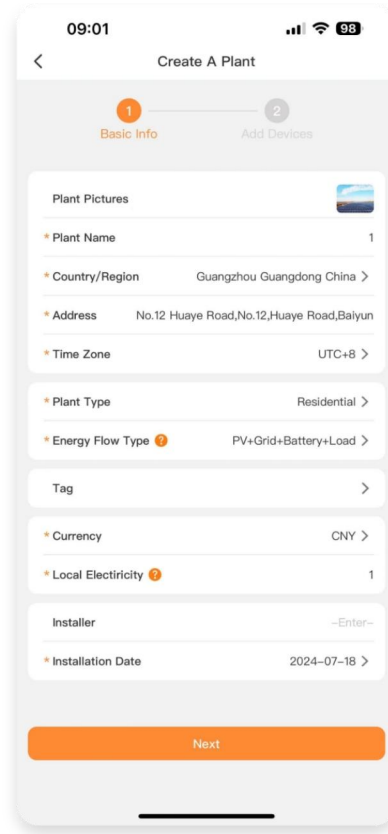 09:01 98
Create A Plant
1 2
Basic Info Add Devices
Plant Pictures
* Plant Name 1
* Country/Region Guangzhou Guangdong China >
* Address No.12 Huaye Road,No.12,Huaye Road,Baiyun
* Time Zone UTC+8 >
* Plant Type Residential >
* Energy Flow Type ? PV+Grid+Battery+Load >
Tag >
* Currency CNY >
* Local Electiricity ? 1
Installer -Enter-
* Installation Date 2024-07-18 >
Next